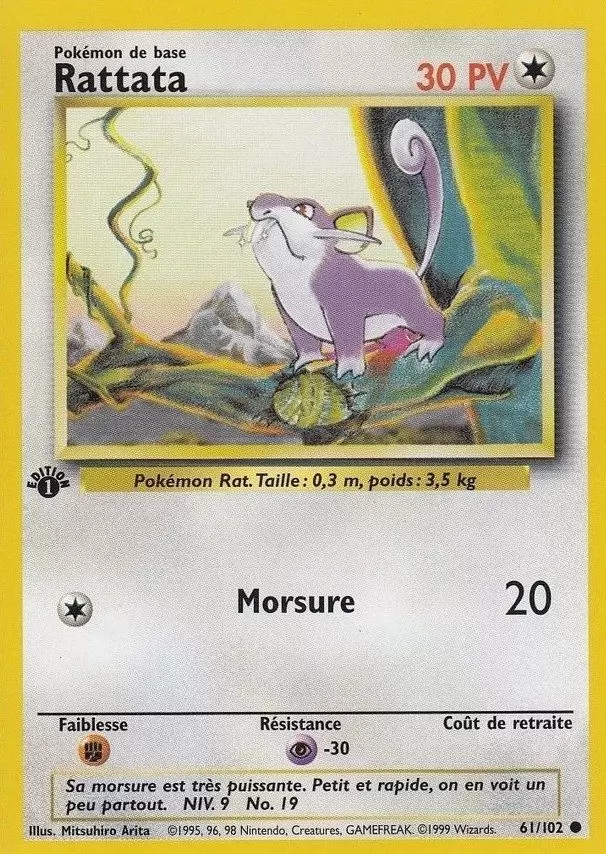 Pokémon de base
Rattata
30 PV
EDITION
1
Pokémon Rat. Taille : 0,3 m, poids : 3,5 kg
Morsure 20
Faiblesse Résistance Coût de retraite
-30
Sa morsure est très puissante. Petit et rapide, on en voit un
peu partout. NIV. 9 No. 19
Illus. Mitsuhiro Arita ©1995, 96, 98 Nintendo, Creatures, GAMEFREAK. ©1999 Wizards. 61/102